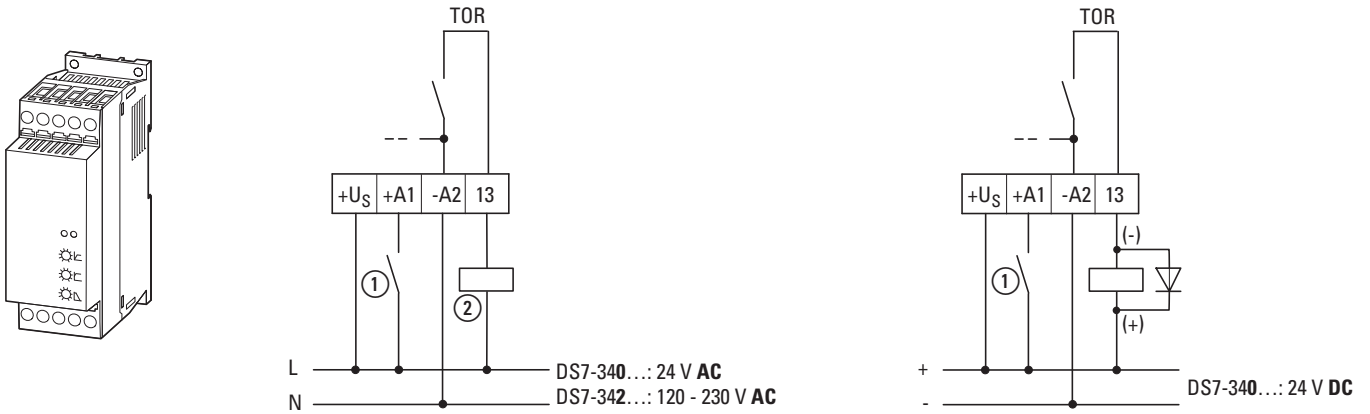 TOR
+US +A1 -A2 13
①
②
L
N
DS7-340…: 24 V AC
DS7-342…: 120 - 230 V AC
TOR
+US +A1 -A2 13
(-)
①
(+)
+
-
DS7-340…: 24 V DC